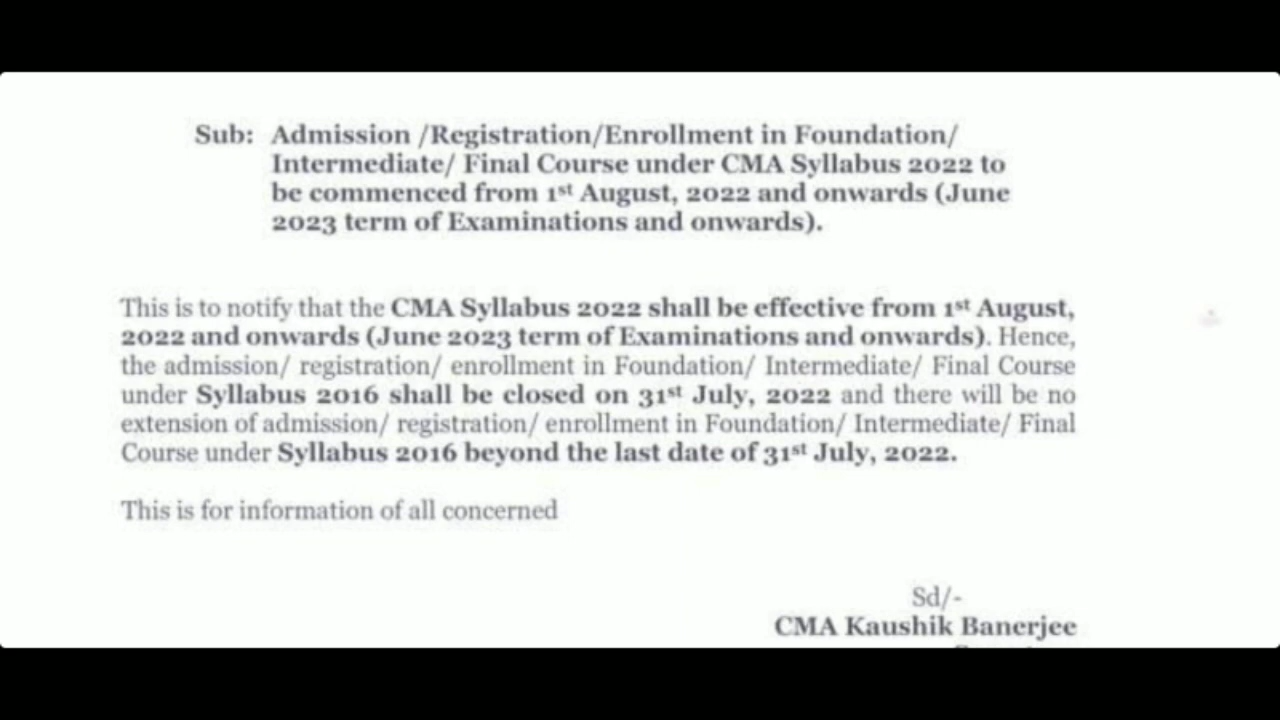 Sub: Admission /Registration/Enrollment in Foundation/
Intermediate/ Final Course under CMA Syllabus 2022 to
be commenced from 1st August, 2022 and onwards (June
2023 term of Examinations and onwards).
This is to notify that the CMA Syllabus 2022 shall be effective from 1st August,
2022 and onwards (June 2023 term of Examinations and onwards). Hence,
the admission/ registration/ enrollment in Foundation/ Intermediate/ Final Course
under Syllabus 2016 shall be closed on 31st July, 2022 and there will be no
extension of admission/ registration/ enrollment in Foundation/ Intermediate/ Final
Course under Syllabus 2016 beyond the last date of 31st July, 2022.
This is for information of all concerned
Sd/-
CMA Kaushik Banerjee